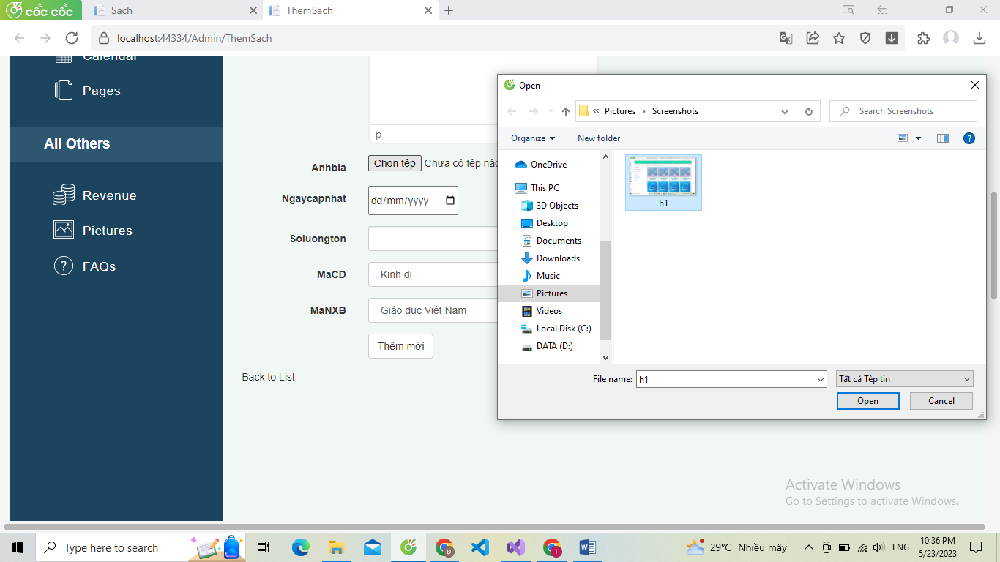 cốc cốc
Sach
ThemSach
localhost:44334/Admin/ThemSach
Calendar
Pages
All Others
Revenue
Pictures
FAQs
p
Anhbia
Chọn tệp Chưa có tệp nào
Ngaycapnhat
dd/mm/yyyy
Soluongton
MaCD
Kinh dị
MaNXB
Giáo dục Việt Nam
Thêm mới
Back to List
Open
« Pictures › Screenshots
Search Screenshots
Organize
New folder
OneDrive
This PC
3D Objects
Desktop
Documents
Downloads
Music
Pictures
Videos
Local Disk (C:)
DATA (D:)
h1
File name:
h1
Tất cả Tệp tin
Open
Cancel
Activate Windows
Go to Settings to activate Windows.
Type here to search
29°C Nhiều mây
ENG
10:36 PM
5/23/2023